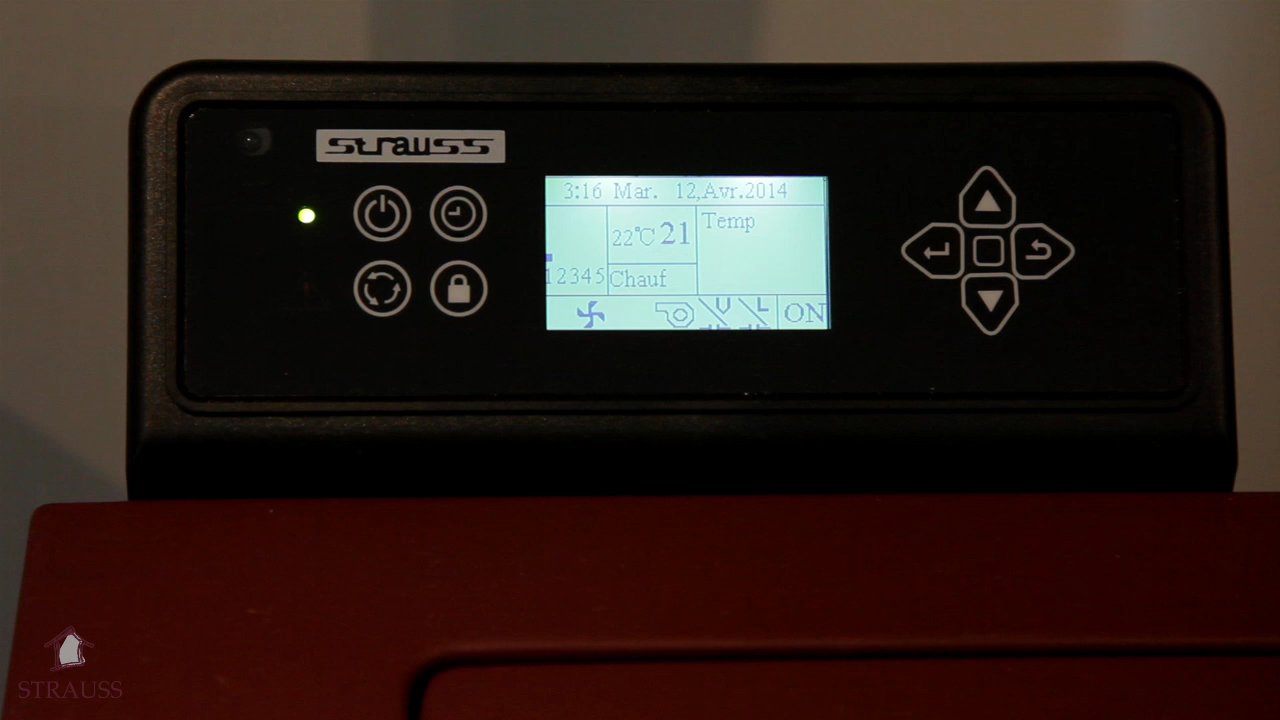 strauss
3:16 Mar. 12,Avr.2014
22°C 21
Temp
12345
Chauf
ON
STRAUSS